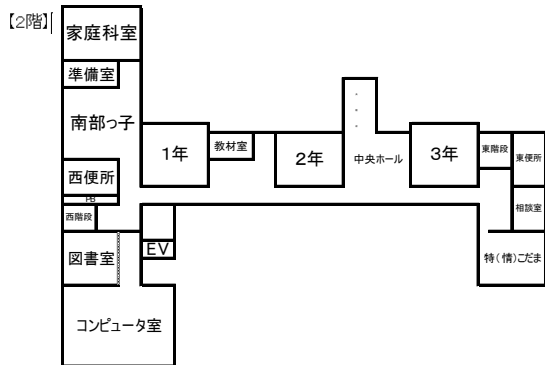 【2階】
家庭科室
準備室
南部っ子
1年
教材室
2年
中央ホール
3年
東階段
東便所
西便所
西階段
相談室
図書室
EV
特(情)こだま
コンピュータ室